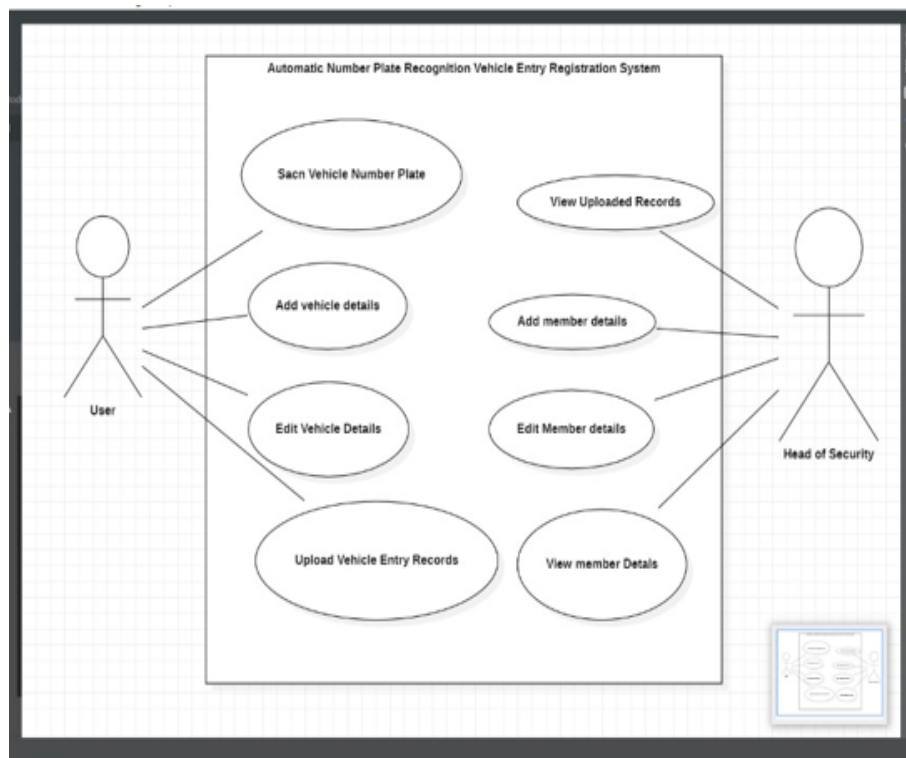 Automatic Number Plate Recognition Vehicle Entry Registration System
Sacn Vehicle Number Plate
View Uploaded Records
Add vehicle details
Add member details
User
Edit Vehicle Details
Edit Member details
Head of Security
Upload Vehicle Entry Records
View member Detals